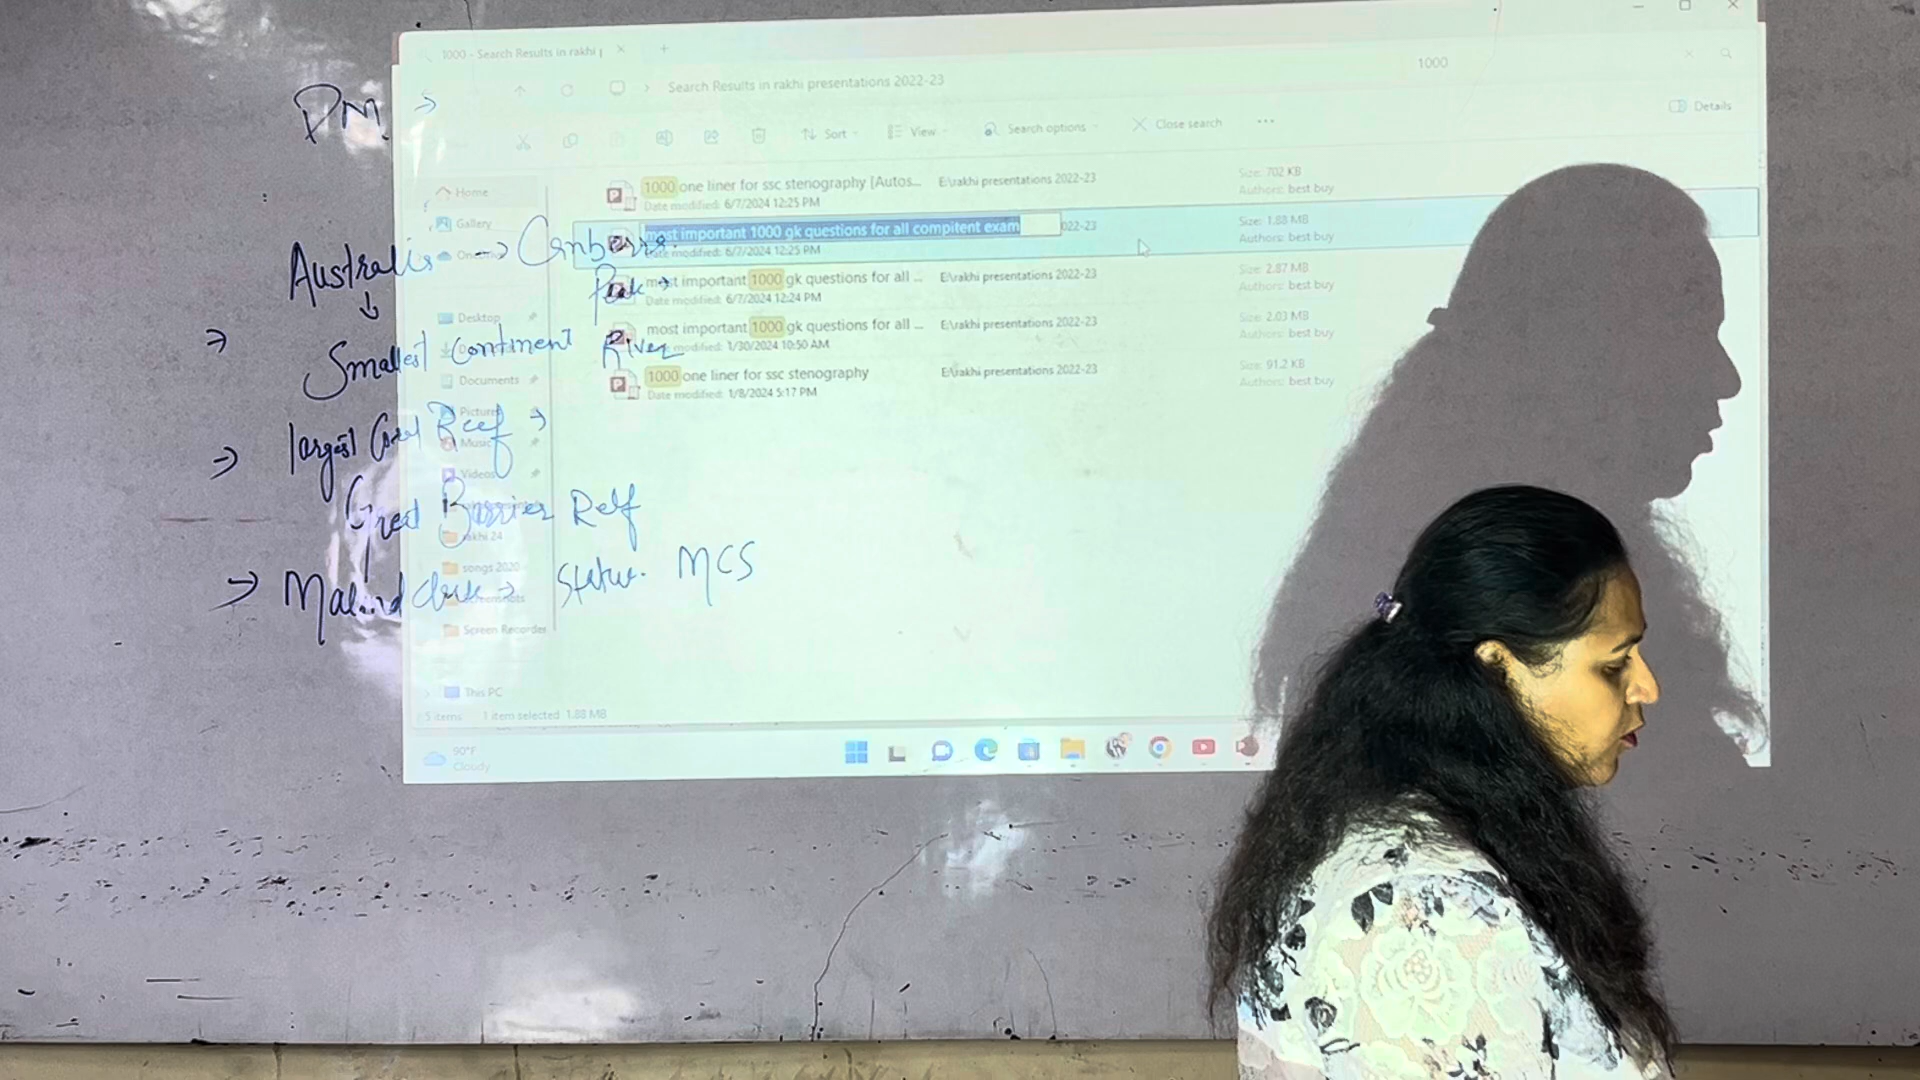 1000 - Search Results in rakhi p
1000
Search Results in rakhi presentations 2022-23
Details
Sort
View
Search options
Close search
PM →
Home
Gallery
Desktop
Documents
Pictures
Music
Videos
rakhi 24
songs 2020
Screenshots
Screen Recorder
This PC
1000 one liner for ssc stenography [Autos... E:\rakhi presentations 2022-23 Size: 702 KB
Date modified: 6/7/2024 12:25 PM Authors: best buy
most important 1000 gk questions for all compitent exam 022-23 Size: 1.88 MB
Date modified: 6/7/2024 12:25 PM Authors: best buy
most important 1000 gk questions for all ... E:\rakhi presentations 2022-23 Size: 2.87 MB
Date modified: 6/7/2024 12:24 PM Authors: best buy
most important 1000 gk questions for all ... E:\rakhi presentations 2022-23 Size: 2.03 MB
modified: 1/30/2024 10:50 AM Authors: best buy
1000 one liner for ssc stenography E:\rakhi presentations 2022-23 Size: 91.2 KB
Date modified: 1/8/2024 5:17 PM Authors: best buy
Australia → Canberra.
Peak →
→ Smallest Continent River
→ largest Coral Reef →
Great Barrier Relf
→ Status. MCS
5 items 1 item selected 1.88 MB
90°F
Cloudy